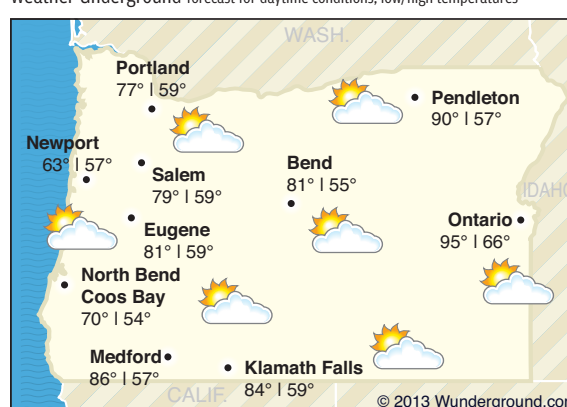 Weather Underground forecast for daytime conditions, low/high temperatures
WASH.
Portland
77° | 59°
Pendleton
90° | 57°
Newport
63° | 57°
Salem
79° | 59°
Bend
81° | 55°
IDAHO
Eugene
81° | 59°
Ontario
95° | 66°
North Bend
Coos Bay
70° | 54°
Medford
86° | 57°
Klamath Falls
84° | 59°
CALIF.
© 2013 Wunderground.com